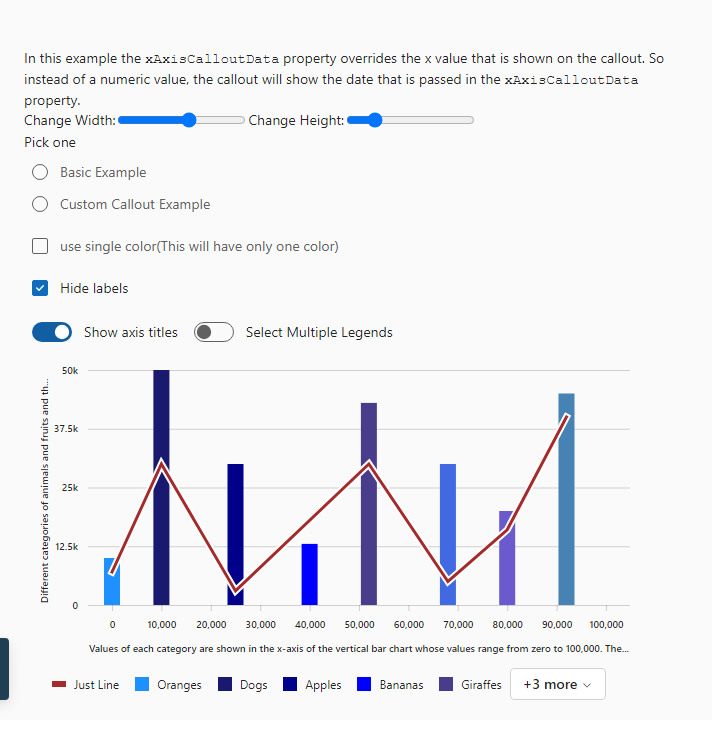 In this example the xAxisCalloutData property overrides the x value that is shown on the callout. So
instead of a numeric value, the callout will show the date that is passed in the xAxisCalloutData
property.
Change Width: Change Height:
Pick one
Basic Example
Custom Callout Example
use single color(This will have only one color)
Hide labels
Show axis titles Select Multiple Legends
Different categories of animals and fruits and th...
50k
37.5k
25k
12.5k
0
0 10,000 20,000 30,000 40,000 50,000 60,000 70,000 80,000 90,000 100,000
Values of each category are shown in the x-axis of the vertical bar chart whose values range from zero to 100,000. The...
Just Line Oranges Dogs Apples Bananas Giraffes +3 more